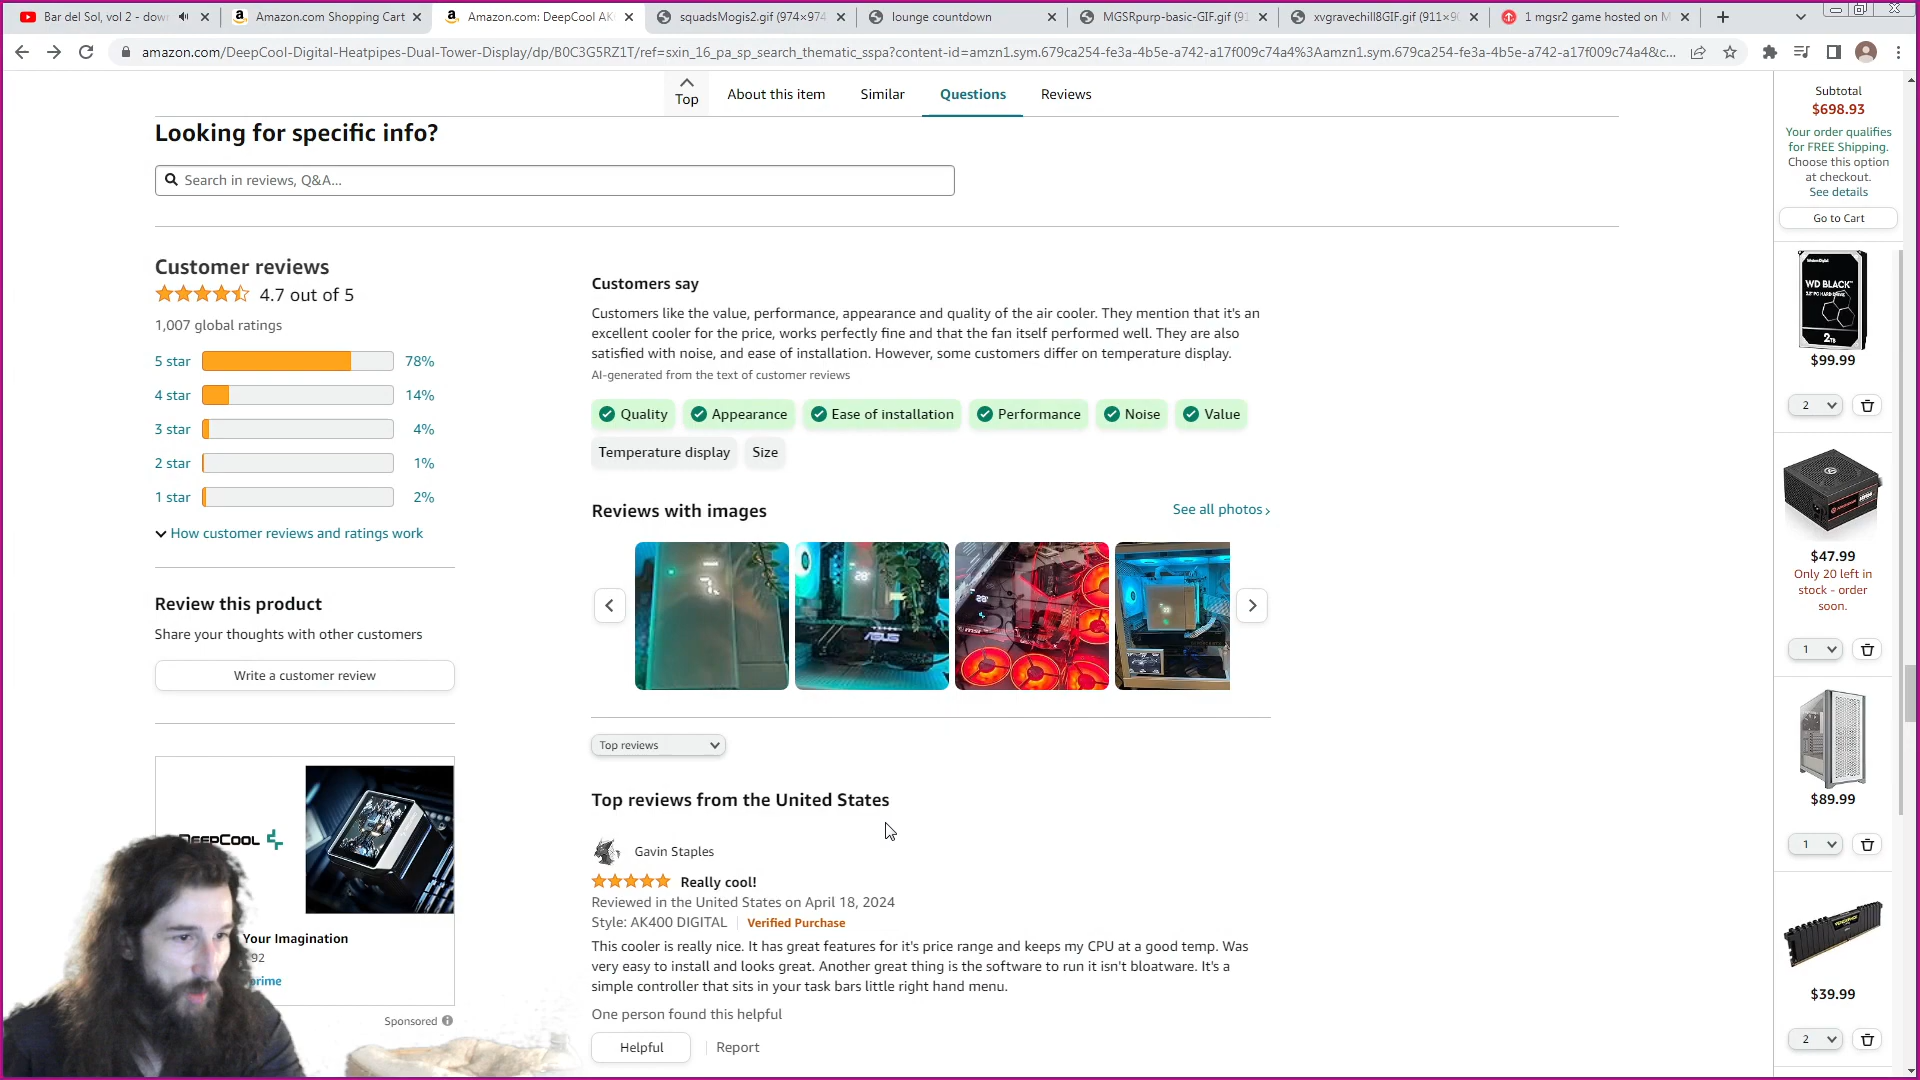 Bar del Sol, vol 2 - down
Amazon.com Shopping Cart
Amazon.com: DeepCool AK
squadsMogis2.gif (974×974
lounge countdown
MGSRpurp-basic-GIF.gif (91
xvgravechill8GIF.gif (911×90
1 mgsr2 game hosted on M
amazon.com/DeepCool-Digital-Heatpipes-Dual-Tower-Display/dp/B0C3G5RZ1T/ref=sxin_16_pa_sp_search_thematic_sspa?content-id=amzn1.sym.679ca254-fe3a-4b5e-a742-a17f009c74a4%3Aamzn1.sym.679ca254-fe3a-4b5e-a742-a17f009c74a4&c...
Top
About this item
Similar
Questions
Reviews
Looking for specific info?
Search in reviews, Q&A...
Customer reviews
4.7 out of 5
1,007 global ratings
5 star 78%
4 star 14%
3 star 4%
2 star 1%
1 star 2%
How customer reviews and ratings work
Review this product
Share your thoughts with other customers
Write a customer review
DEEPCOOL
Your Imagination
92
prime
Sponsored
Customers say
Customers like the value, performance, appearance and quality of the air cooler. They mention that it's an
excellent cooler for the price, works perfectly fine and that the fan itself performed well. They are also
satisfied with noise, and ease of installation. However, some customers differ on temperature display.
AI-generated from the text of customer reviews
Quality
Appearance
Ease of installation
Performance
Noise
Value
Temperature display
Size
Reviews with images
See all photos ›
28
ASUS
28
Top reviews
Top reviews from the United States
Gavin Staples
Really cool!
Reviewed in the United States on April 18, 2024
Style: AK400 DIGITAL
Verified Purchase
This cooler is really nice. It has great features for it's price range and keeps my CPU at a good temp. Was
very easy to install and looks great. Another great thing is the software to run it isn't bloatware. It's a
simple controller that sits in your task bars little right hand menu.
One person found this helpful
Helpful
Report
Subtotal
$698.93
Your order qualifies
for FREE Shipping.
Choose this option
at checkout.
See details
Go to Cart
WD BLACK
2TB
$99.99
2
$47.99
Only 20 left in
stock - order
soon.
1
$89.99
1
VENGEANCE
$39.99
2